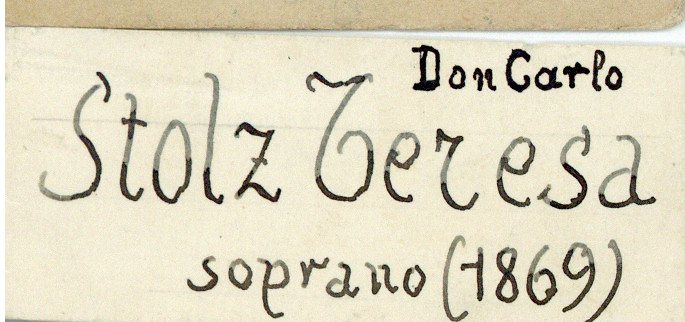 Don Carlo
Stolz Teresa
soprano (1869)